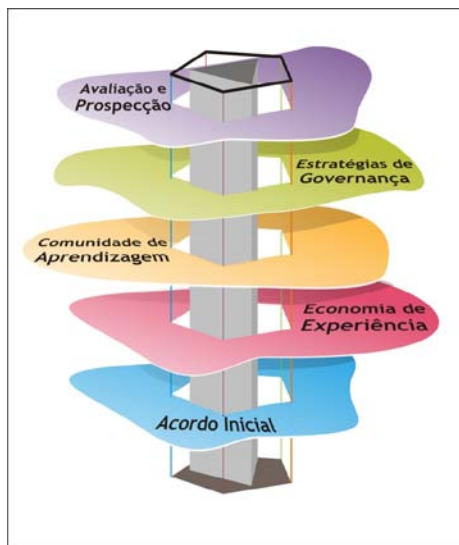 Avaliação e
Prospecção
Estratégias de
Governança
Comunidade de
Aprendizagem
Economia de
Experiência
Acordo Inicial